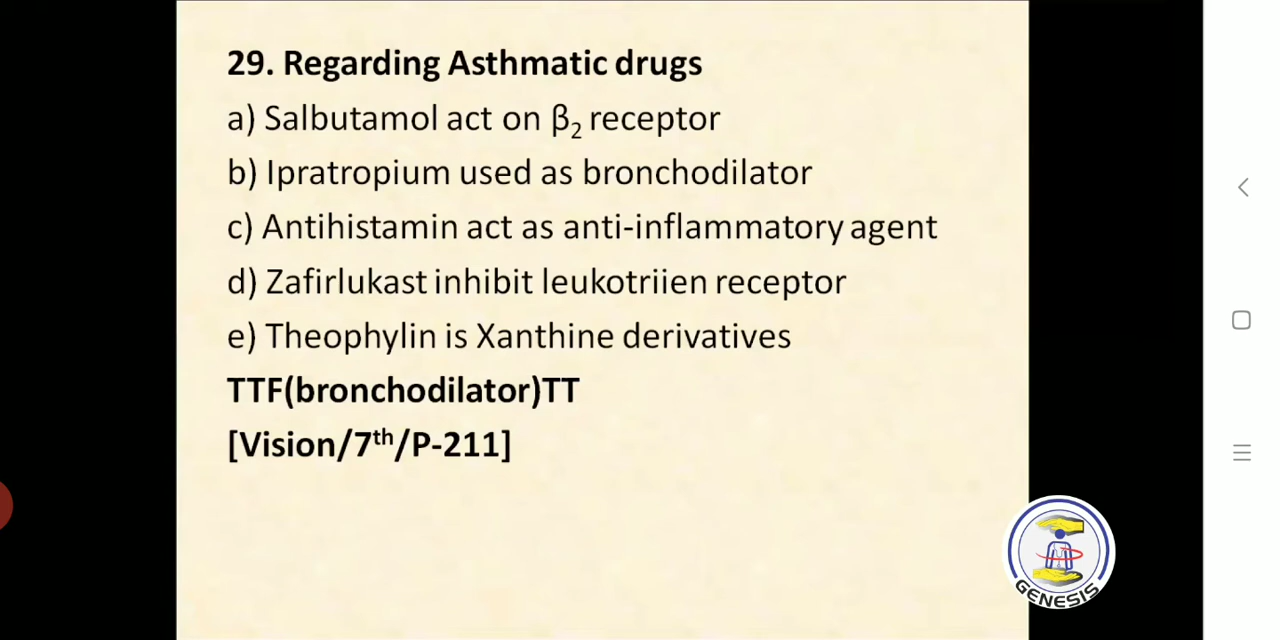 29. Regarding Asthmatic drugs
a) Salbutamol act on β₂ receptor
b) Ipratropium used as bronchodilator
c) Antihistamin act as anti-inflammatory agent
d) Zafirlukast inhibit leukotriien receptor
e) Theophylin is Xanthine derivatives
TTF(bronchodilator)TT
[Vision/7ᵗʰ/P-211]
GENESIS